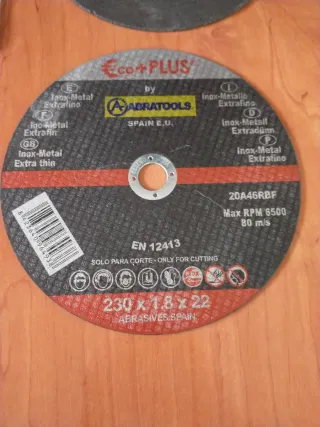 Eco+PLUS
by
ABRATOOLS
SPAIN E.U.
E
Inox-Metal
Extrafino
F
Inox-Metal
Extrafin
GB
Inox-Metal
Extra thin
I
Inox-Metallo
Extrafino
D
Inox-Metall
Extradünn
P
Inox-Metal
Extrafino
20A46RBF
Max RPM 6500
80 m/s
EN 12413
SOLO PARA CORTE - ONLY FOR CUTTING
230 x 1.8 x 22
ABRASIVES SPAIN